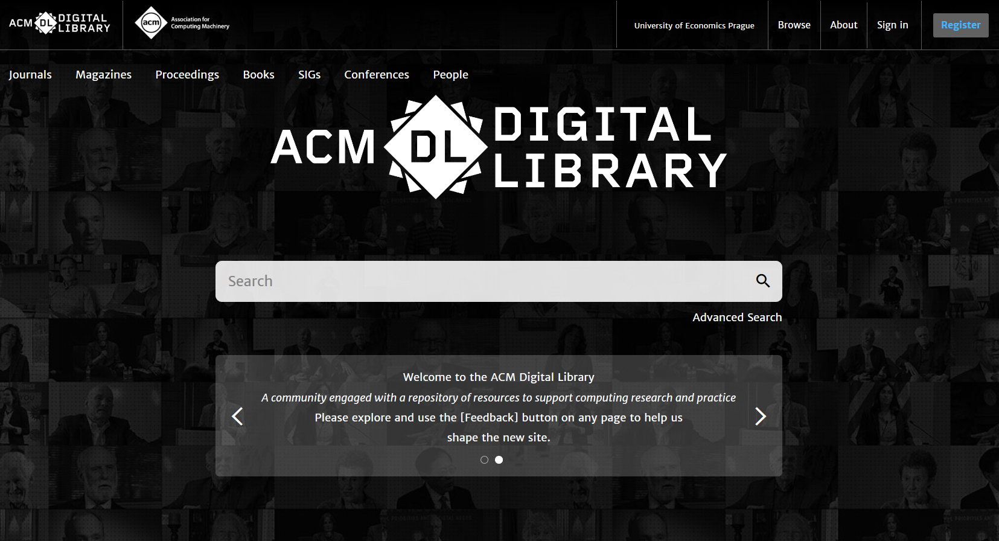 ACM DL DIGITAL LIBRARY
acm Association for Computing Machinery
University of Economics Prague
Browse
About
Sign in
Register
Journals Magazines Proceedings Books SIGs Conferences People
ACM DL DIGITAL
LIBRARY
Search
Advanced Search
Welcome to the ACM Digital Library
A community engaged with a repository of resources to support computing research and practice
Please explore and use the [Feedback] button on any page to help us
shape the new site.